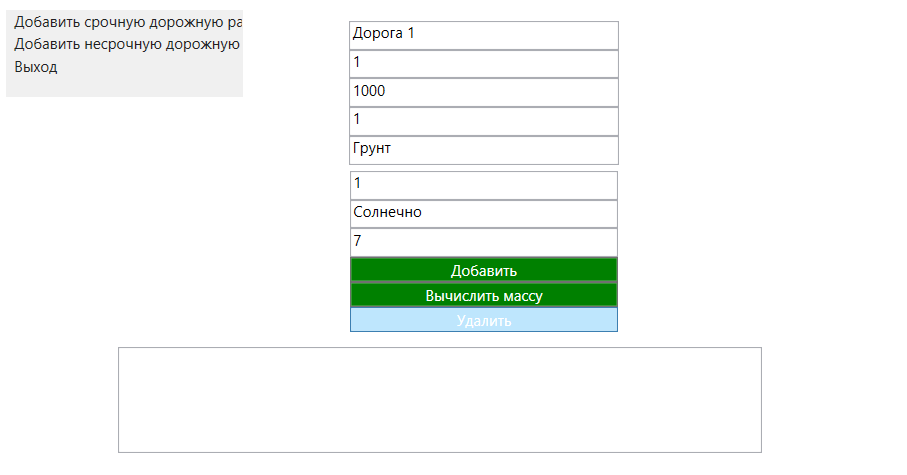 Добавить срочную дорожную ра
Добавить несрочную дорожную
Выход
Дорога 1
1
1000
1
Грунт
1
Солнечно
7
Добавить
Вычислить массу
Удалить